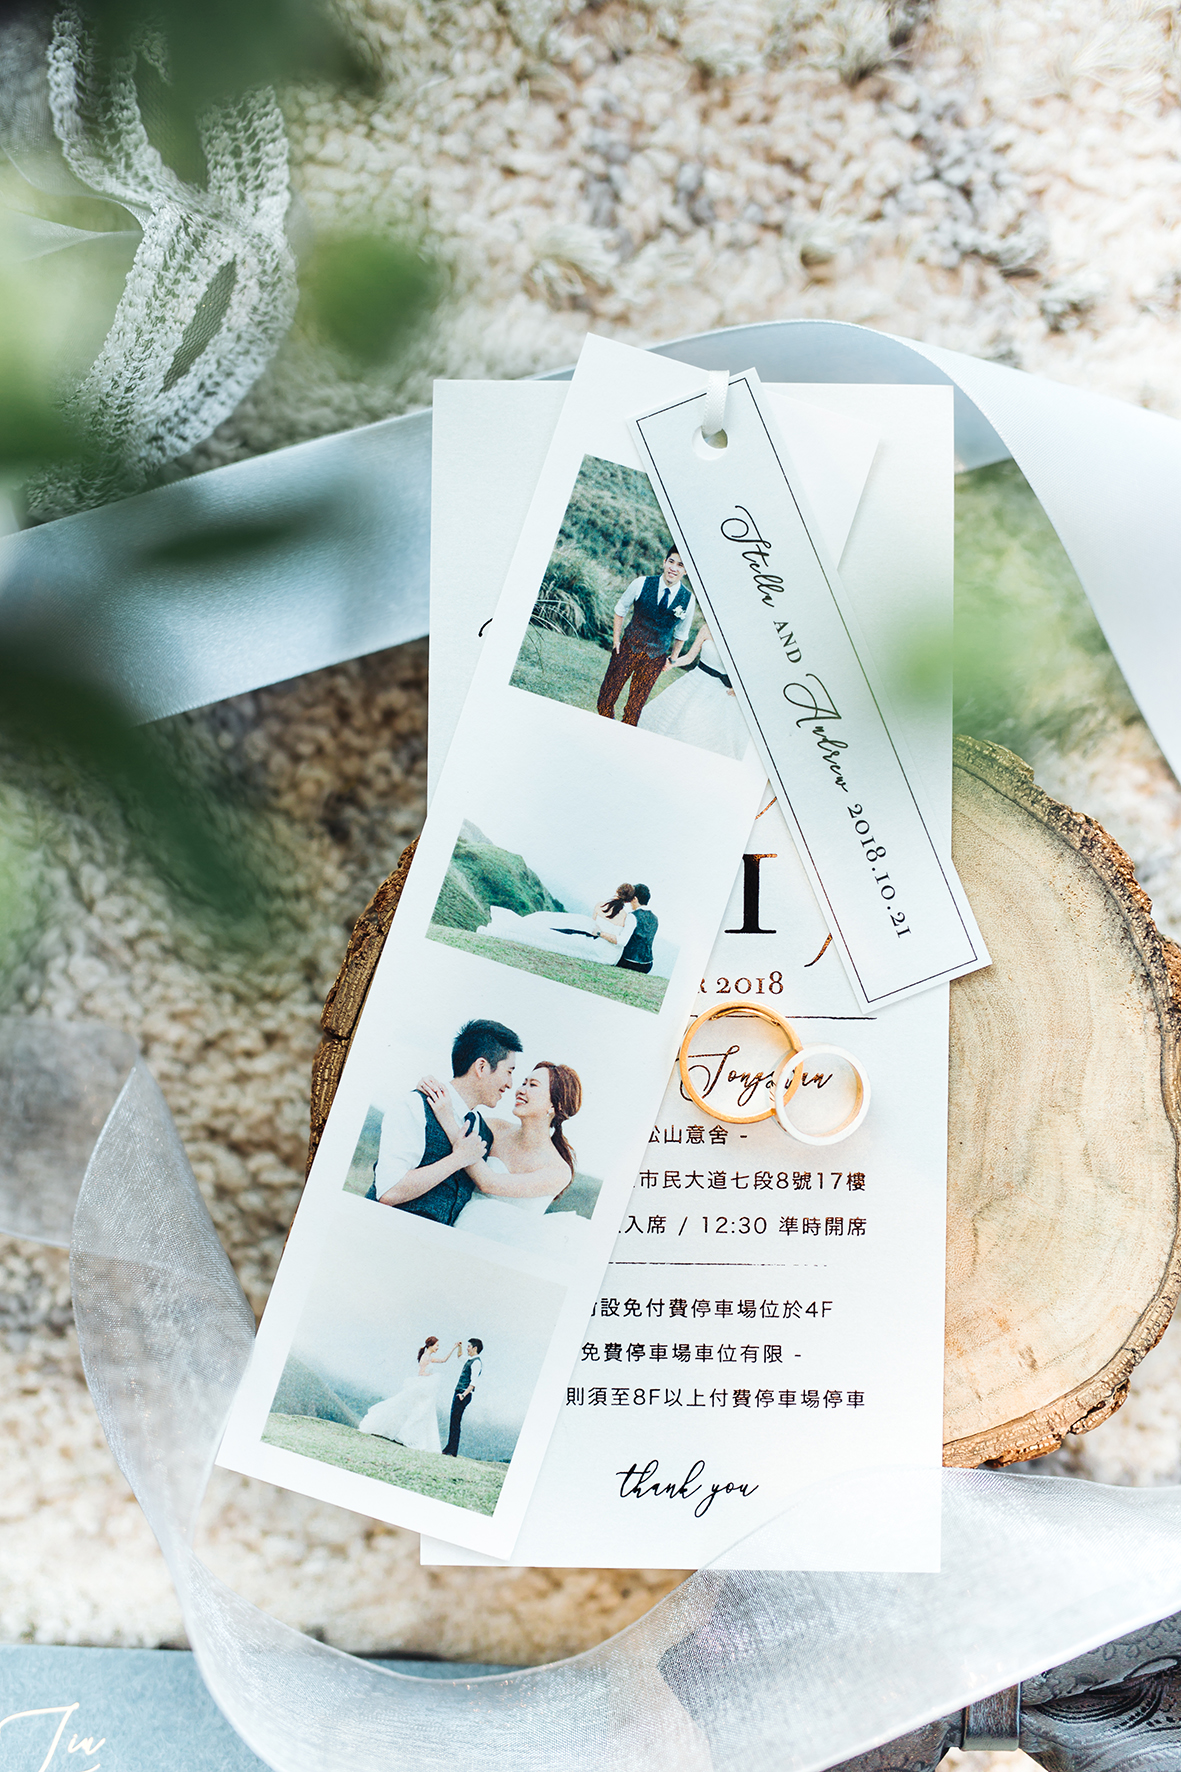 Stella AND Andrew 2018.10.21
2018
松山意舍 -
市民大道七段8號17樓
入席 / 12:30 準時開席
設免付費停車場位於4F
免費停車場車位有限 -
則須至8F以上付費停車場停車
thank you
Liu